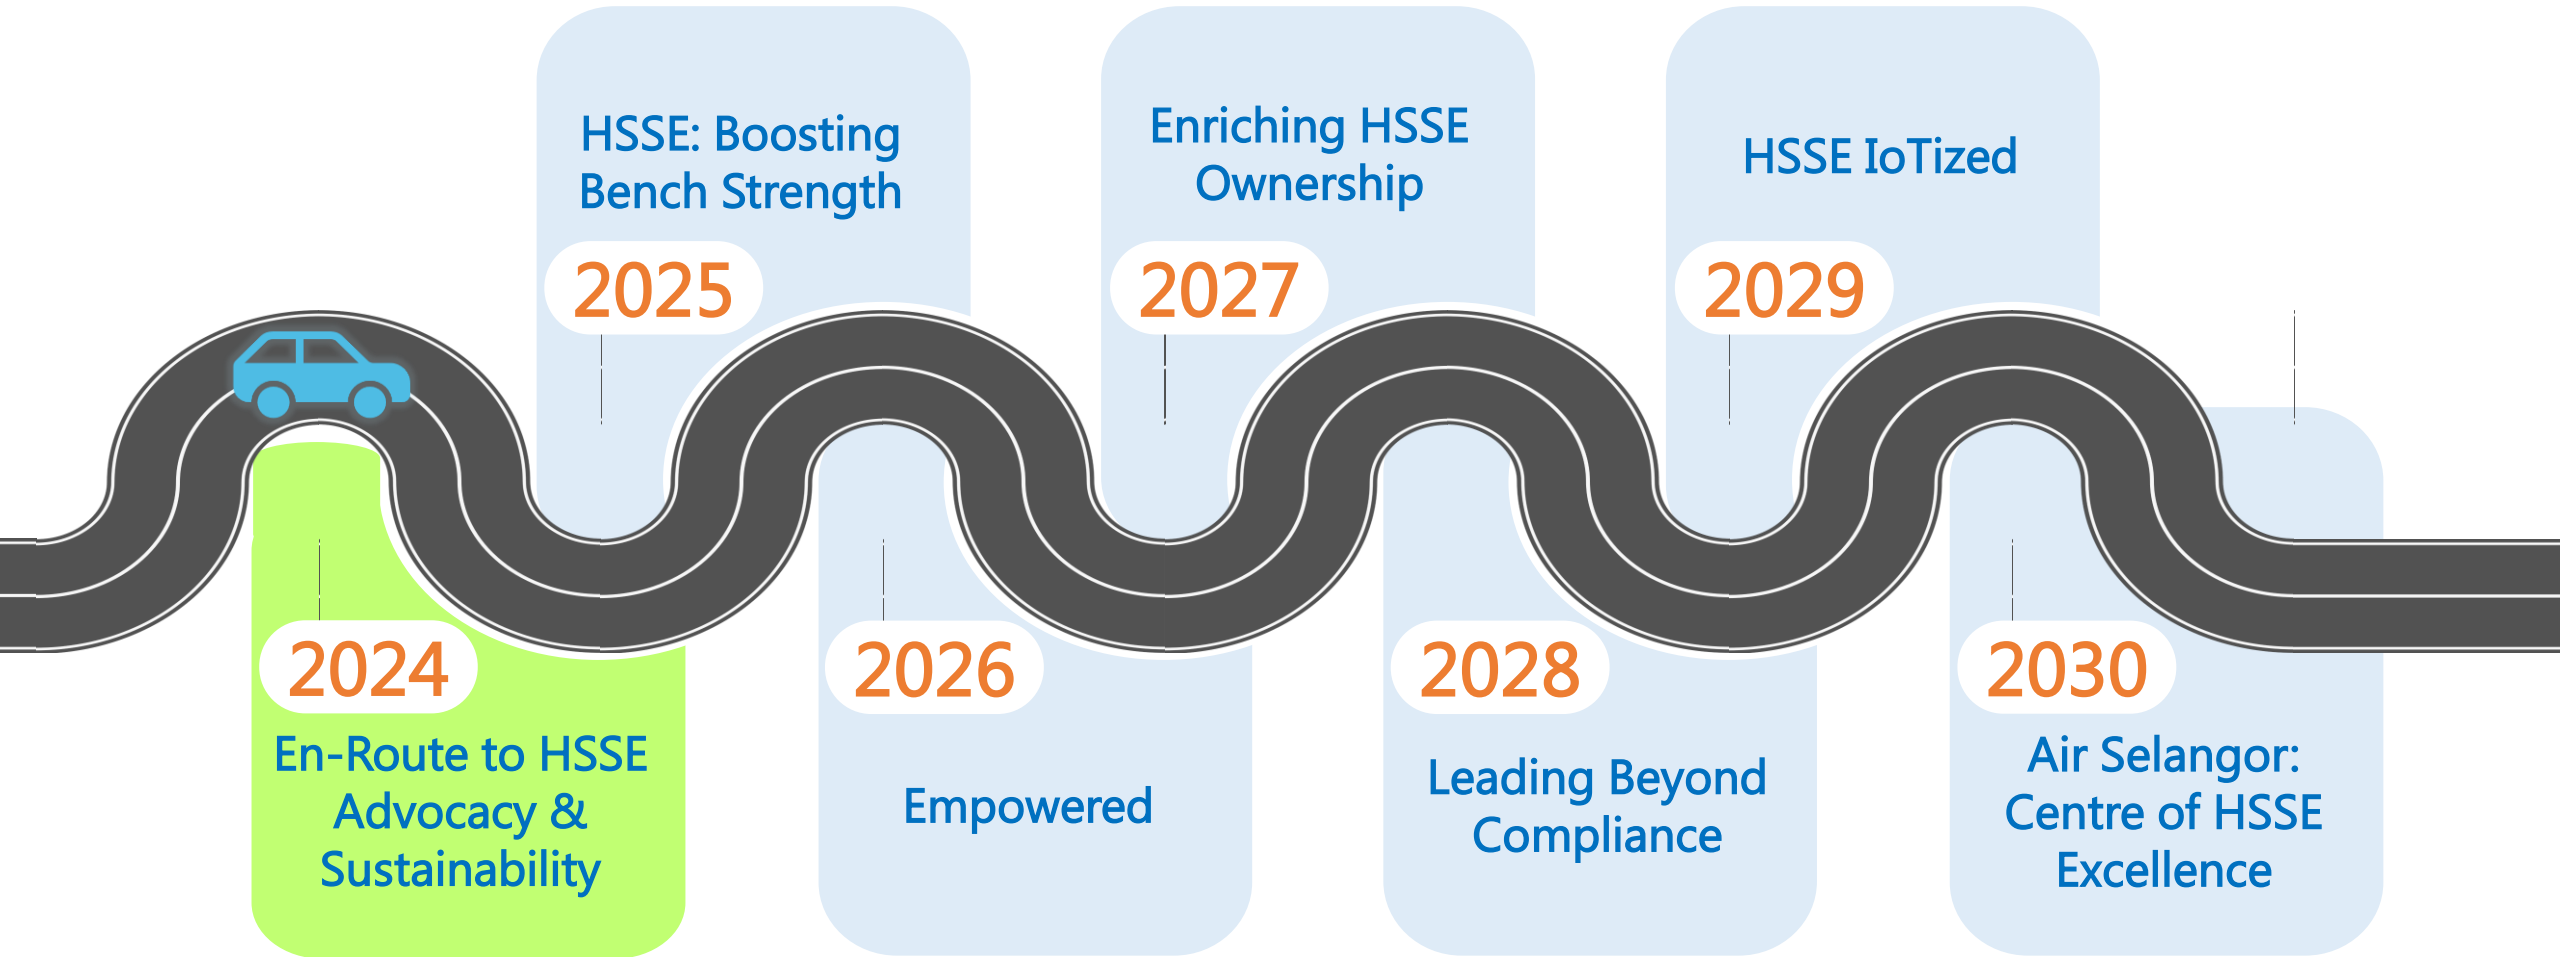 2024
En-Route to HSSE
Advocacy &
Sustainability
HSSE: Boosting
Bench Strength
2025
2026
Empowered
Enriching HSSE
Ownership
2027
2028
Leading Beyond
Compliance
HSSE IoTized
2029
2030
Air Selangor:
Centre of HSSE
Excellence